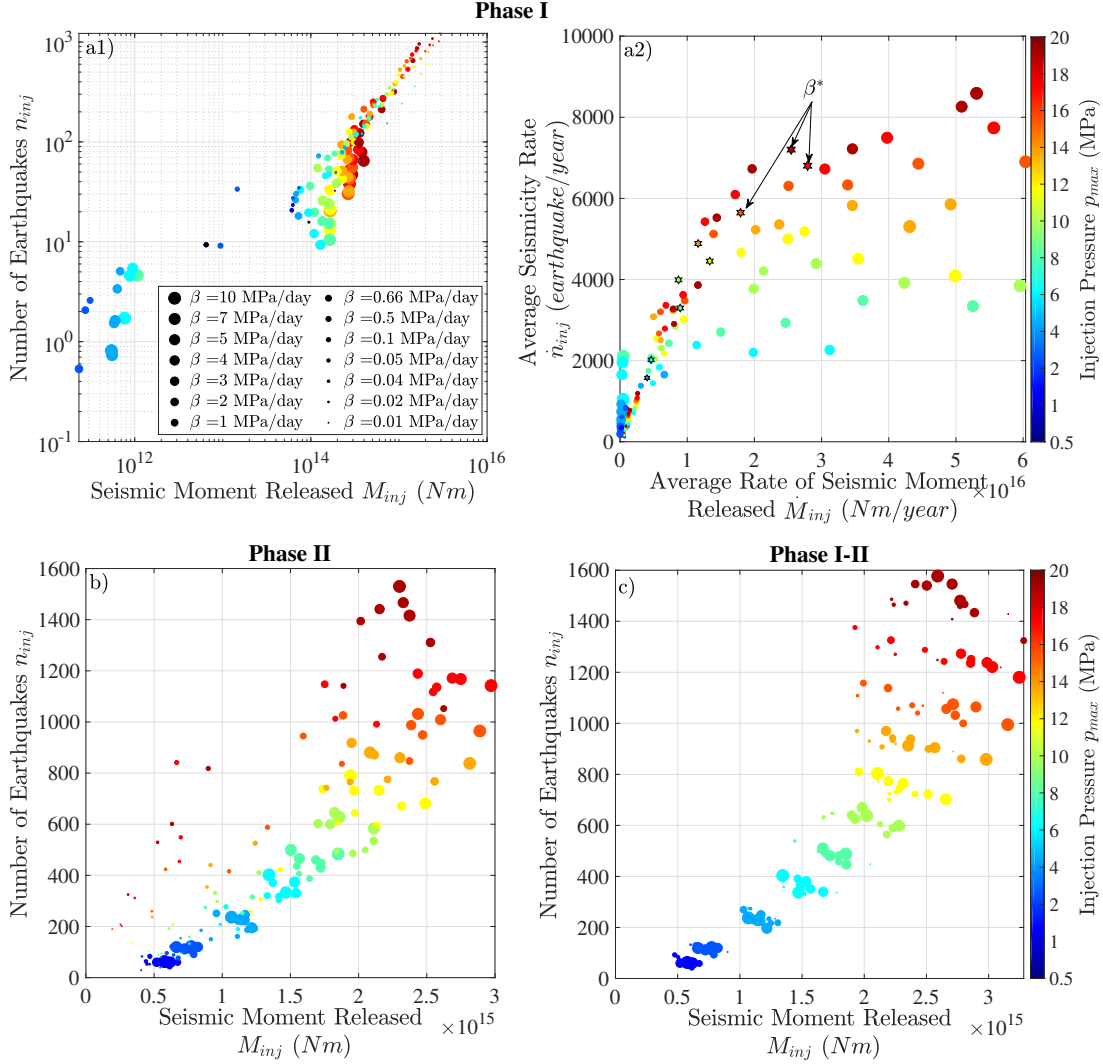 Phase I
a1)
10^3
10^2
10^1
10^0
10^-1
Number of Earthquakes n_inj
10^12
10^14
10^16
Seismic Moment Released M_inj (Nm)
β =10 MPa/day
β =7 MPa/day
β =5 MPa/day
β =4 MPa/day
β =3 MPa/day
β =2 MPa/day
β =1 MPa/day
β =0.66 MPa/day
β =0.5 MPa/day
β =0.1 MPa/day
β =0.05 MPa/day
β =0.04 MPa/day
β =0.02 MPa/day
β =0.01 MPa/day
a2)
10000
8000
6000
4000
2000
0
Average Seismicity Rate
ṅ_inj (earthquake/year)
β*
0
1
2
3
4
5
6
×10^16
Average Rate of Seismic Moment
Released Ṁ_inj (Nm/year)
20
18
16
14
12
10
8
6
4
2
1
0.5
Injection Pressure p_max (MPa)
Phase II
b)
1600
1400
1200
1000
800
600
400
200
0
Number of Earthquakes n_inj
0
0.5
1
1.5
2
2.5
3
×10^15
Seismic Moment Released
M_inj (Nm)
Phase I-II
c)
1600
1400
1200
1000
800
600
400
200
0
Number of Earthquakes n_inj
0
0.5
1
1.5
2
2.5
3
×10^15
Seismic Moment Released
M_inj (Nm)
20
18
16
14
12
10
8
6
4
2
1
0.5
Injection Pressure p_max (MPa)